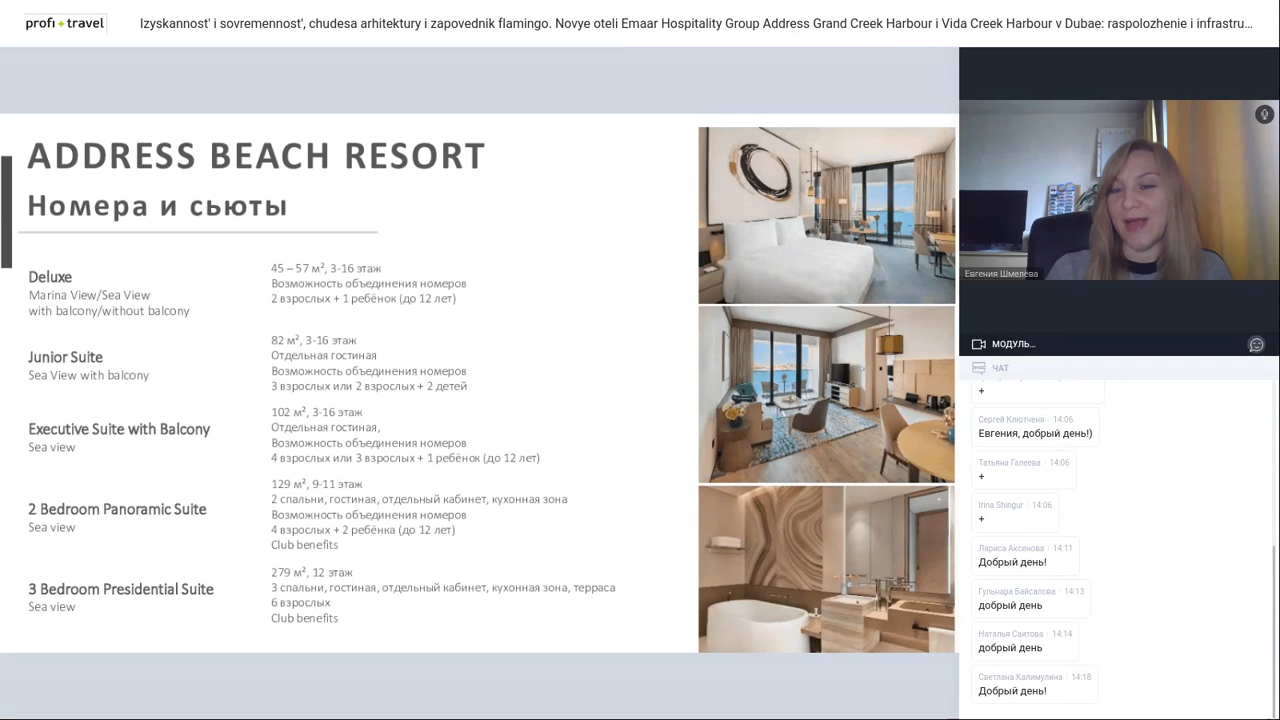 profi + travel
Izyskannost' i sovremennost', chudesa arhitektury i zapovednik flamingo. Novye oteli Emaar Hospitality Group Address Grand Creek Harbour i Vida Creek Harbour v Dubae: raspolozhenie i infrastru...
ADDRESS BEACH RESORT
Номера и сьюты
Deluxe
Marina View/Sea View
with balcony/without balcony
45 – 57 м², 3-16 этаж
Возможность объединения номеров
2 взрослых + 1 ребёнок (до 12 лет)
Junior Suite
Sea View with balcony
82 м², 3-16 этаж
Отдельная гостиная
Возможность объединения номеров
3 взрослых или 2 взрослых + 2 детей
Executive Suite with Balcony
Sea view
102 м², 3-16 этаж
Отдельная гостиная,
Возможность объединения номеров
4 взрослых или 3 взрослых + 1 ребёнок (до 12 лет)
2 Bedroom Panoramic Suite
Sea view
129 м², 9-11 этаж
2 спальни, гостиная, отдельный кабинет, кухонная зона
Возможность объединения номеров
4 взрослых + 2 ребёнка (до 12 лет)
Club benefits
3 Bedroom Presidential Suite
Sea view
279 м², 12 этаж
3 спальни, гостиная, отдельный кабинет, кухонная зона, терраса
6 взрослых
Club benefits
Евгения Шмелёва
МОДУЛЬ...
ЧАТ
+
Сергей Клютченя 14:06
Евгения, добрый день!)
Татьяна Галеева 14:06
+
Irina Shingur 14:06
+
Лариса Аксенова 14:11
Добрый день!
Гульнара Байсалова 14:13
добрый день
Наталья Саитова 14:14
добрый день
Светлана Калимулина 14:18
Добрый день!